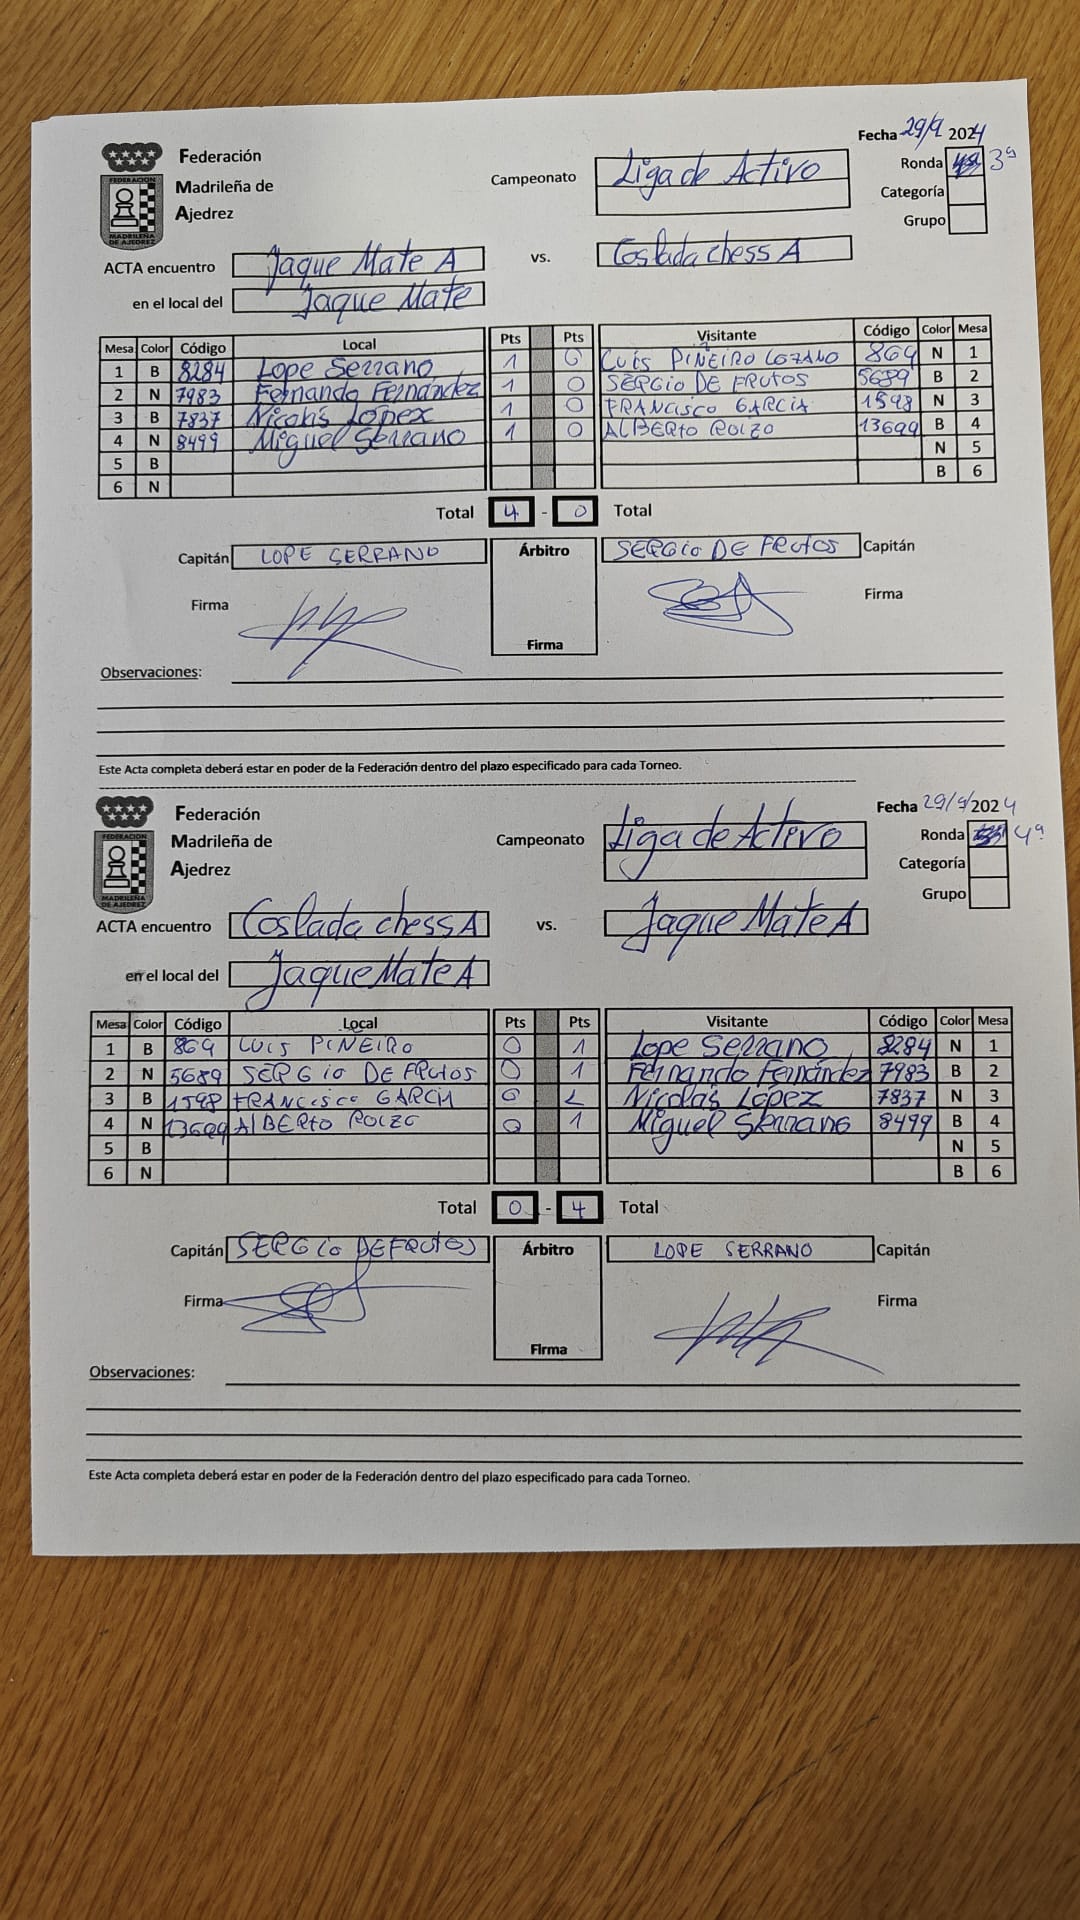 Fecha 29/9 2024
Federación
Madrileña de
Ajedrez
FEDERACION
MADRILEÑA
DE AJEDREZ
Campeonato Liga de Activo
Ronda 3ª
Categoría
Grupo
ACTA encuentro Jaque Mate A vs. Coslada chess A
en el local del Jaque Mate
Mesa Color Código Local Pts Pts Visitante Código Color Mesa
1 B 8284 Lope Serrano 1 0 LUIS PIÑEIRO LOZANO 869 N 1
2 N 7983 Fernando Fernández 1 0 SERGIO DE FRUTOS 5689 B 2
3 B 7837 Nicolás López 1 0 FRANCISCO GARCIA 1598 N 3
4 N 8499 Miguel Serrano 1 0 ALBERTO 13699 B 4
5 B N 5
6 N B 6
Total 4 - 0 Total
Capitán LOPE SERRANO Árbitro SERGIO DE FRUTOS Capitán
Firma Firma
Firma
Observaciones:
Este Acta completa deberá estar en poder de la Federación dentro del plazo especificado para cada Torneo.
Fecha 29/9/2024
Federación
Madrileña de
Ajedrez
FEDERACION
MADRILEÑA
DE AJEDREZ
Campeonato Liga de Activo
Ronda 4ª
Categoría
Grupo
ACTA encuentro Coslada chess A vs. Jaque Mate A
en el local del Jaque Mate A
Mesa Color Código Local Pts Pts Visitante Código Color Mesa
1 B 869 LUIS PIÑEIRO 0 1 Lope Serrano 8284 N 1
2 N 5689 SERGIO DE FRUTOS 0 1 Fernando Fernández 7983 B 2
3 B 1598 FRANCISCO GARCIA 0 1 Nicolás López 7837 N 3
4 N 13699 ALBERTO 0 1 Miguel Serrano 8499 B 4
5 B N 5
6 N B 6
Total 0 - 4 Total
Capitán SERGIO DE FRUTOS Árbitro LOPE SERRANO Capitán
Firma Firma
Firma
Observaciones:
Este Acta completa deberá estar en poder de la Federación dentro del plazo especificado para cada Torneo.